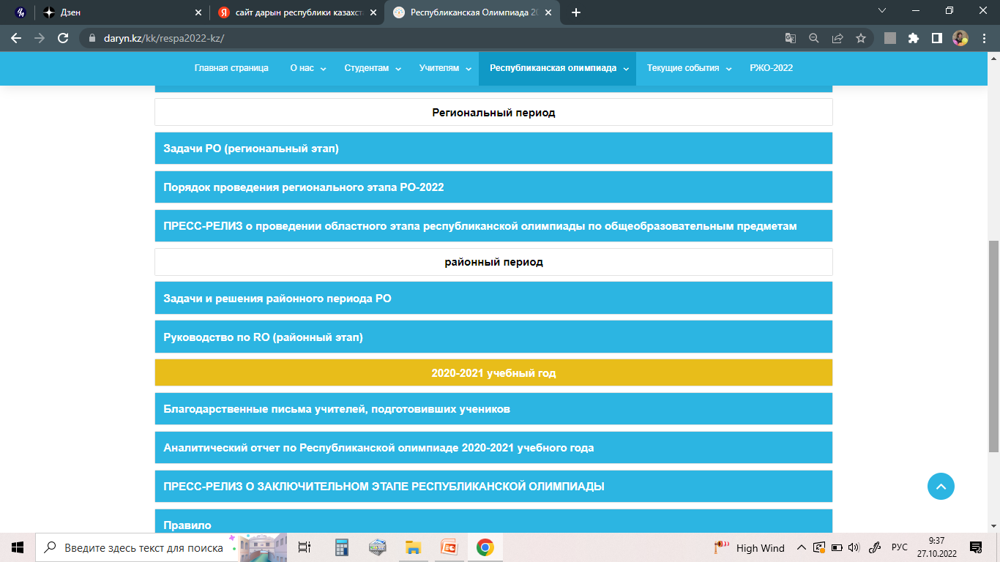 Дзен
сайт дарын республики казахста
Республиканская Олимпиада 20
daryn.kz/kk/respa2022-kz/
Главная страница О нас Студентам Учителям Республиканская олимпиада Текущие события РЖО-2022
Региональный период
Задачи РО (региональный этап)
Порядок проведения регионального этапа РО-2022
ПРЕСС-РЕЛИЗ о проведении областного этапа республиканской олимпиады по общеобразовательным предметам
районный период
Задачи и решения районного периода РО
Руководство по RO (районный этап)
2020-2021 учебный год
Благодарственные письма учителей, подготовивших учеников
Аналитический отчет по Республиканской олимпиаде 2020-2021 учебного года
ПРЕСС-РЕЛИЗ О ЗАКЛЮЧИТЕЛЬНОМ ЭТАПЕ РЕСПУБЛИКАНСКОЙ ОЛИМПИАДЫ
Правило
Введите здесь текст для поиска
High Wind
РУС
9:37
27.10.2022